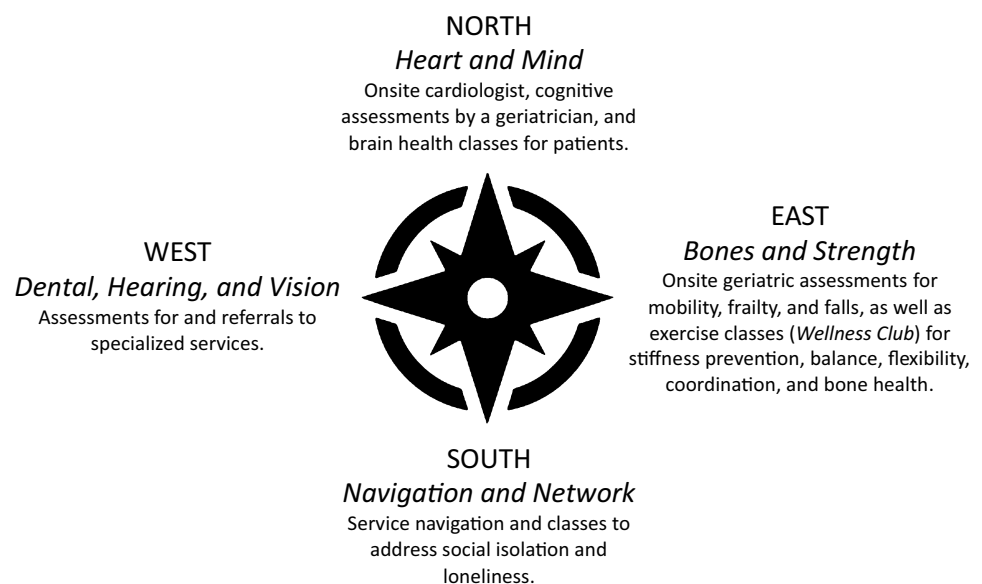 NORTH
Heart and Mind
Onsite cardiologist, cognitive
assessments by a geriatrician, and
brain health classes for patients.
WEST
Dental, Hearing, and Vision
Assessments for and referrals to
specialized services.
EAST
Bones and Strength
Onsite geriatric assessments for
mobility, frailty, and falls, as well as
exercise classes (Wellness Club) for
stiffness prevention, balance, flexibility,
coordination, and bone health.
SOUTH
Navigation and Network
Service navigation and classes to
address social isolation and
loneliness.